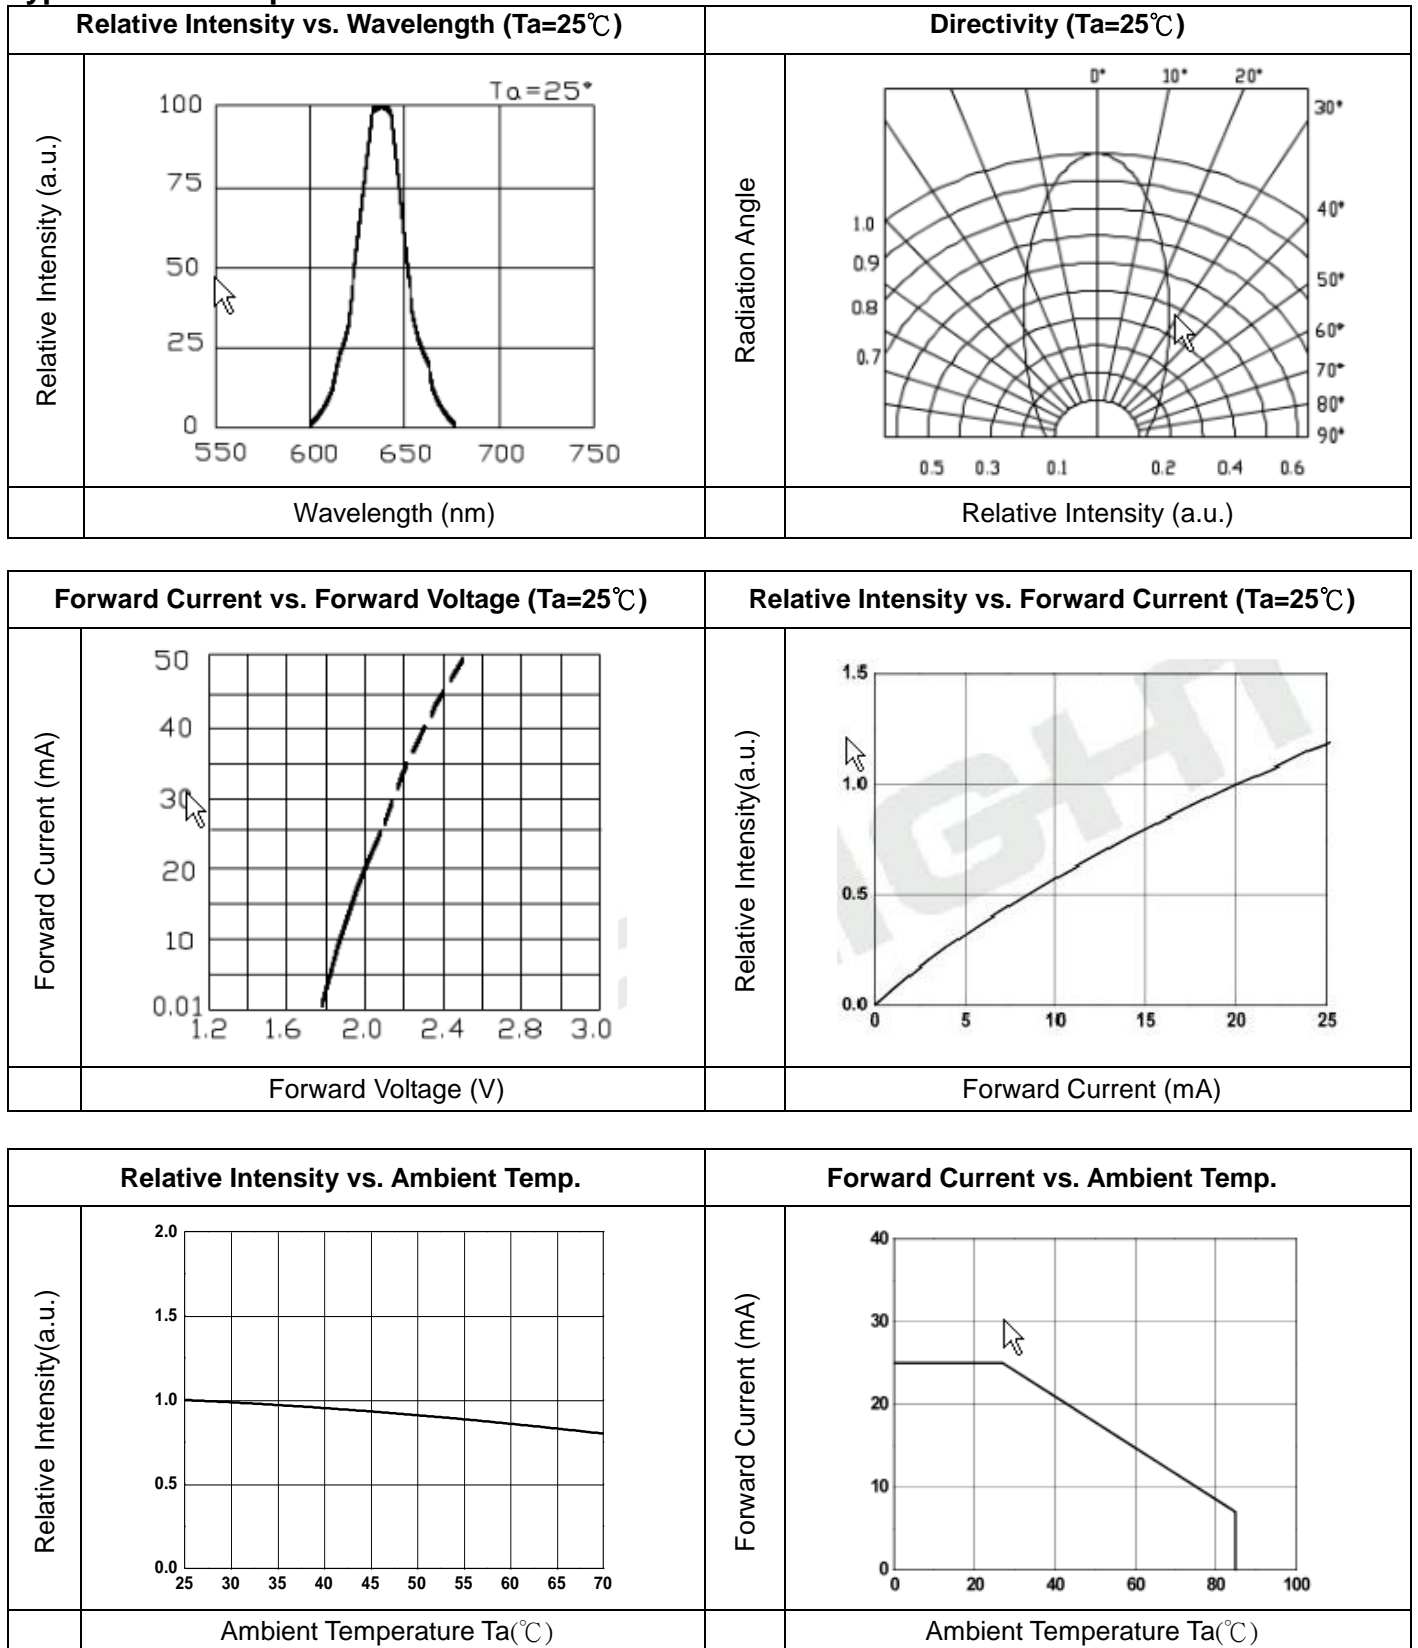 Relative Intensity vs. Wavelength (Ta=25℃)
Directivity (Ta=25℃)
Relative Intensity (a.u.)
Ta=25°
100
75
50
25
0
550 600 650 700 750
Wavelength (nm)
Radiation Angle
0° 10° 20°
30°
40°
50°
60°
70°
80°
90°
1.0
0.9
0.8
0.7
0.5 0.3 0.1 0.2 0.4 0.6
Relative Intensity (a.u.)
Forward Current vs. Forward Voltage (Ta=25℃)
Relative Intensity vs. Forward Current (Ta=25℃)
Forward Current (mA)
50
40
30
20
10
0.01
1.2 1.6 2.0 2.4 2.8 3.0
Forward Voltage (V)
Relative Intensity(a.u.)
1.5
1.0
0.5
0.0
0 5 10 15 20 25
Forward Current (mA)
Relative Intensity vs. Ambient Temp.
Forward Current vs. Ambient Temp.
Relative Intensity(a.u.)
2.0
1.5
1.0
0.5
0.0
25 30 35 40 45 50 55 60 65 70
Ambient Temperature Ta(℃)
Forward Current (mA)
40
30
20
10
0
0 20 40 60 80 100
Ambient Temperature Ta(℃)